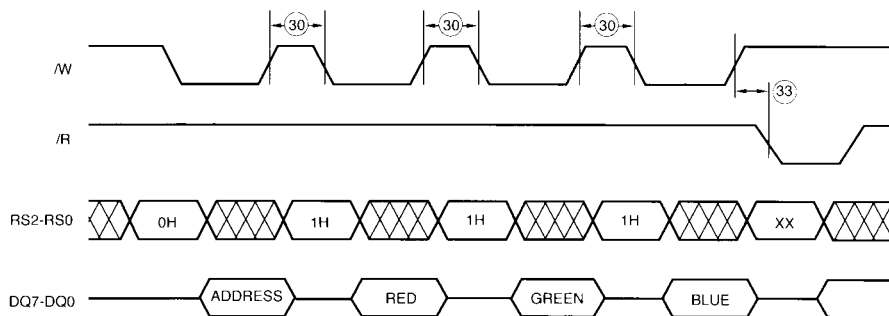 30 30 30
/W
33
/R
RS2-RS0 0H 1H 1H 1H XX
DQ7-DQ0 ADDRESS RED GREEN BLUE